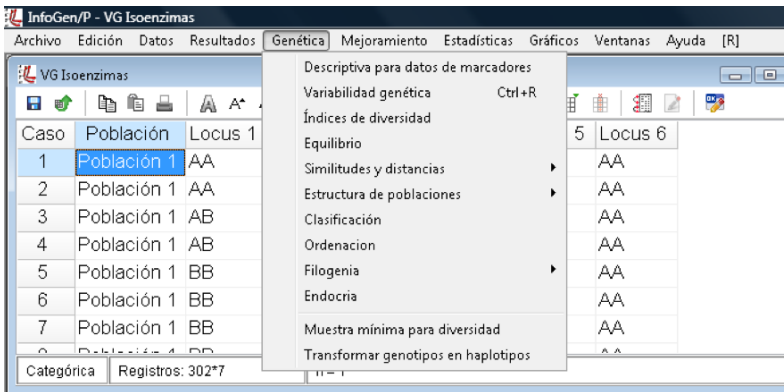 InfoGen/P - VG Isoenzimas
Archivo Edición Datos Resultados Genética Mejoramiento Estadísticas Gráficos Ventanas Ayuda [R]
VG Isoenzimas
Descriptiva para datos de marcadores
Variabilidad genética Ctrl+R
Índices de diversidad
Equilibrio
Similitudes y distancias
Estructura de poblaciones
Clasificación
Ordenacion
Filogenia
Endocria
Muestra mínima para diversidad
Transformar genotipos en haplotipos
Caso Población Locus 1 5 Locus 6
1 Población 1 AA AA
2 Población 1 AA AA
3 Población 1 AB AA
4 Población 1 AB AA
5 Población 1 BB AA
6 Población 1 BB AA
7 Población 1 BB AA
Categórica Registros: 302*7